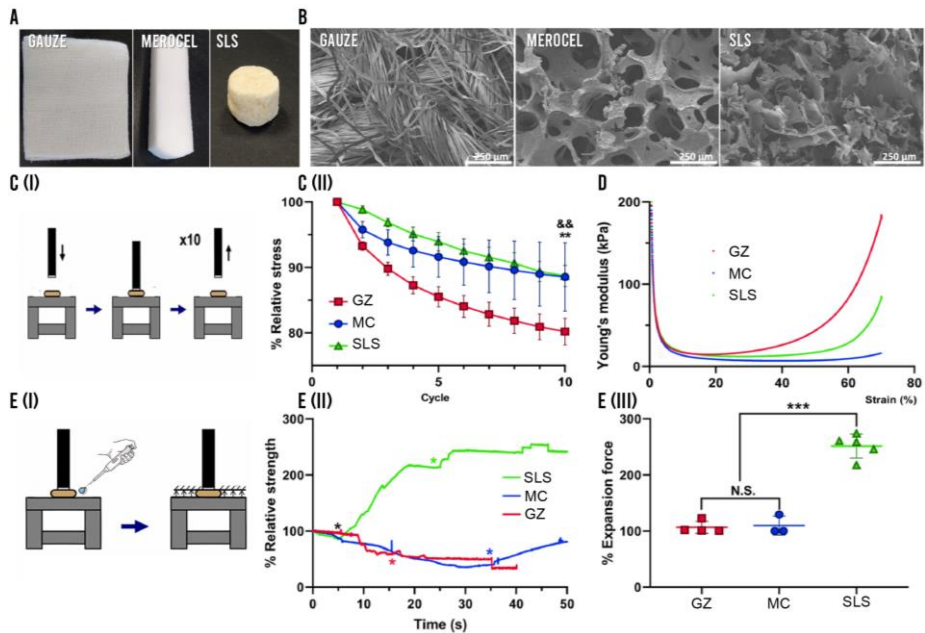 A
GAUZE
MEROCEL
SLS
B
GAUZE
MEROCEL
SLS
250 µm
250 µm
250 µm
C (I)
x10
C (II)
% Relative stress
100
90
80
0
5
10
Cycle
GZ
MC
SLS
&&
**
D
Young's modulus (kPa)
200
100
0
0
20
40
60
80
Strain (%)
GZ
MC
SLS
E (I)
E (II)
% Relative strength
300
200
100
0
0
10
20
30
40
50
Time (s)
SLS
MC
GZ
*
*
*
*
E (III)
% Expansion force
300
200
100
0
***
N.S.
GZ
MC
SLS